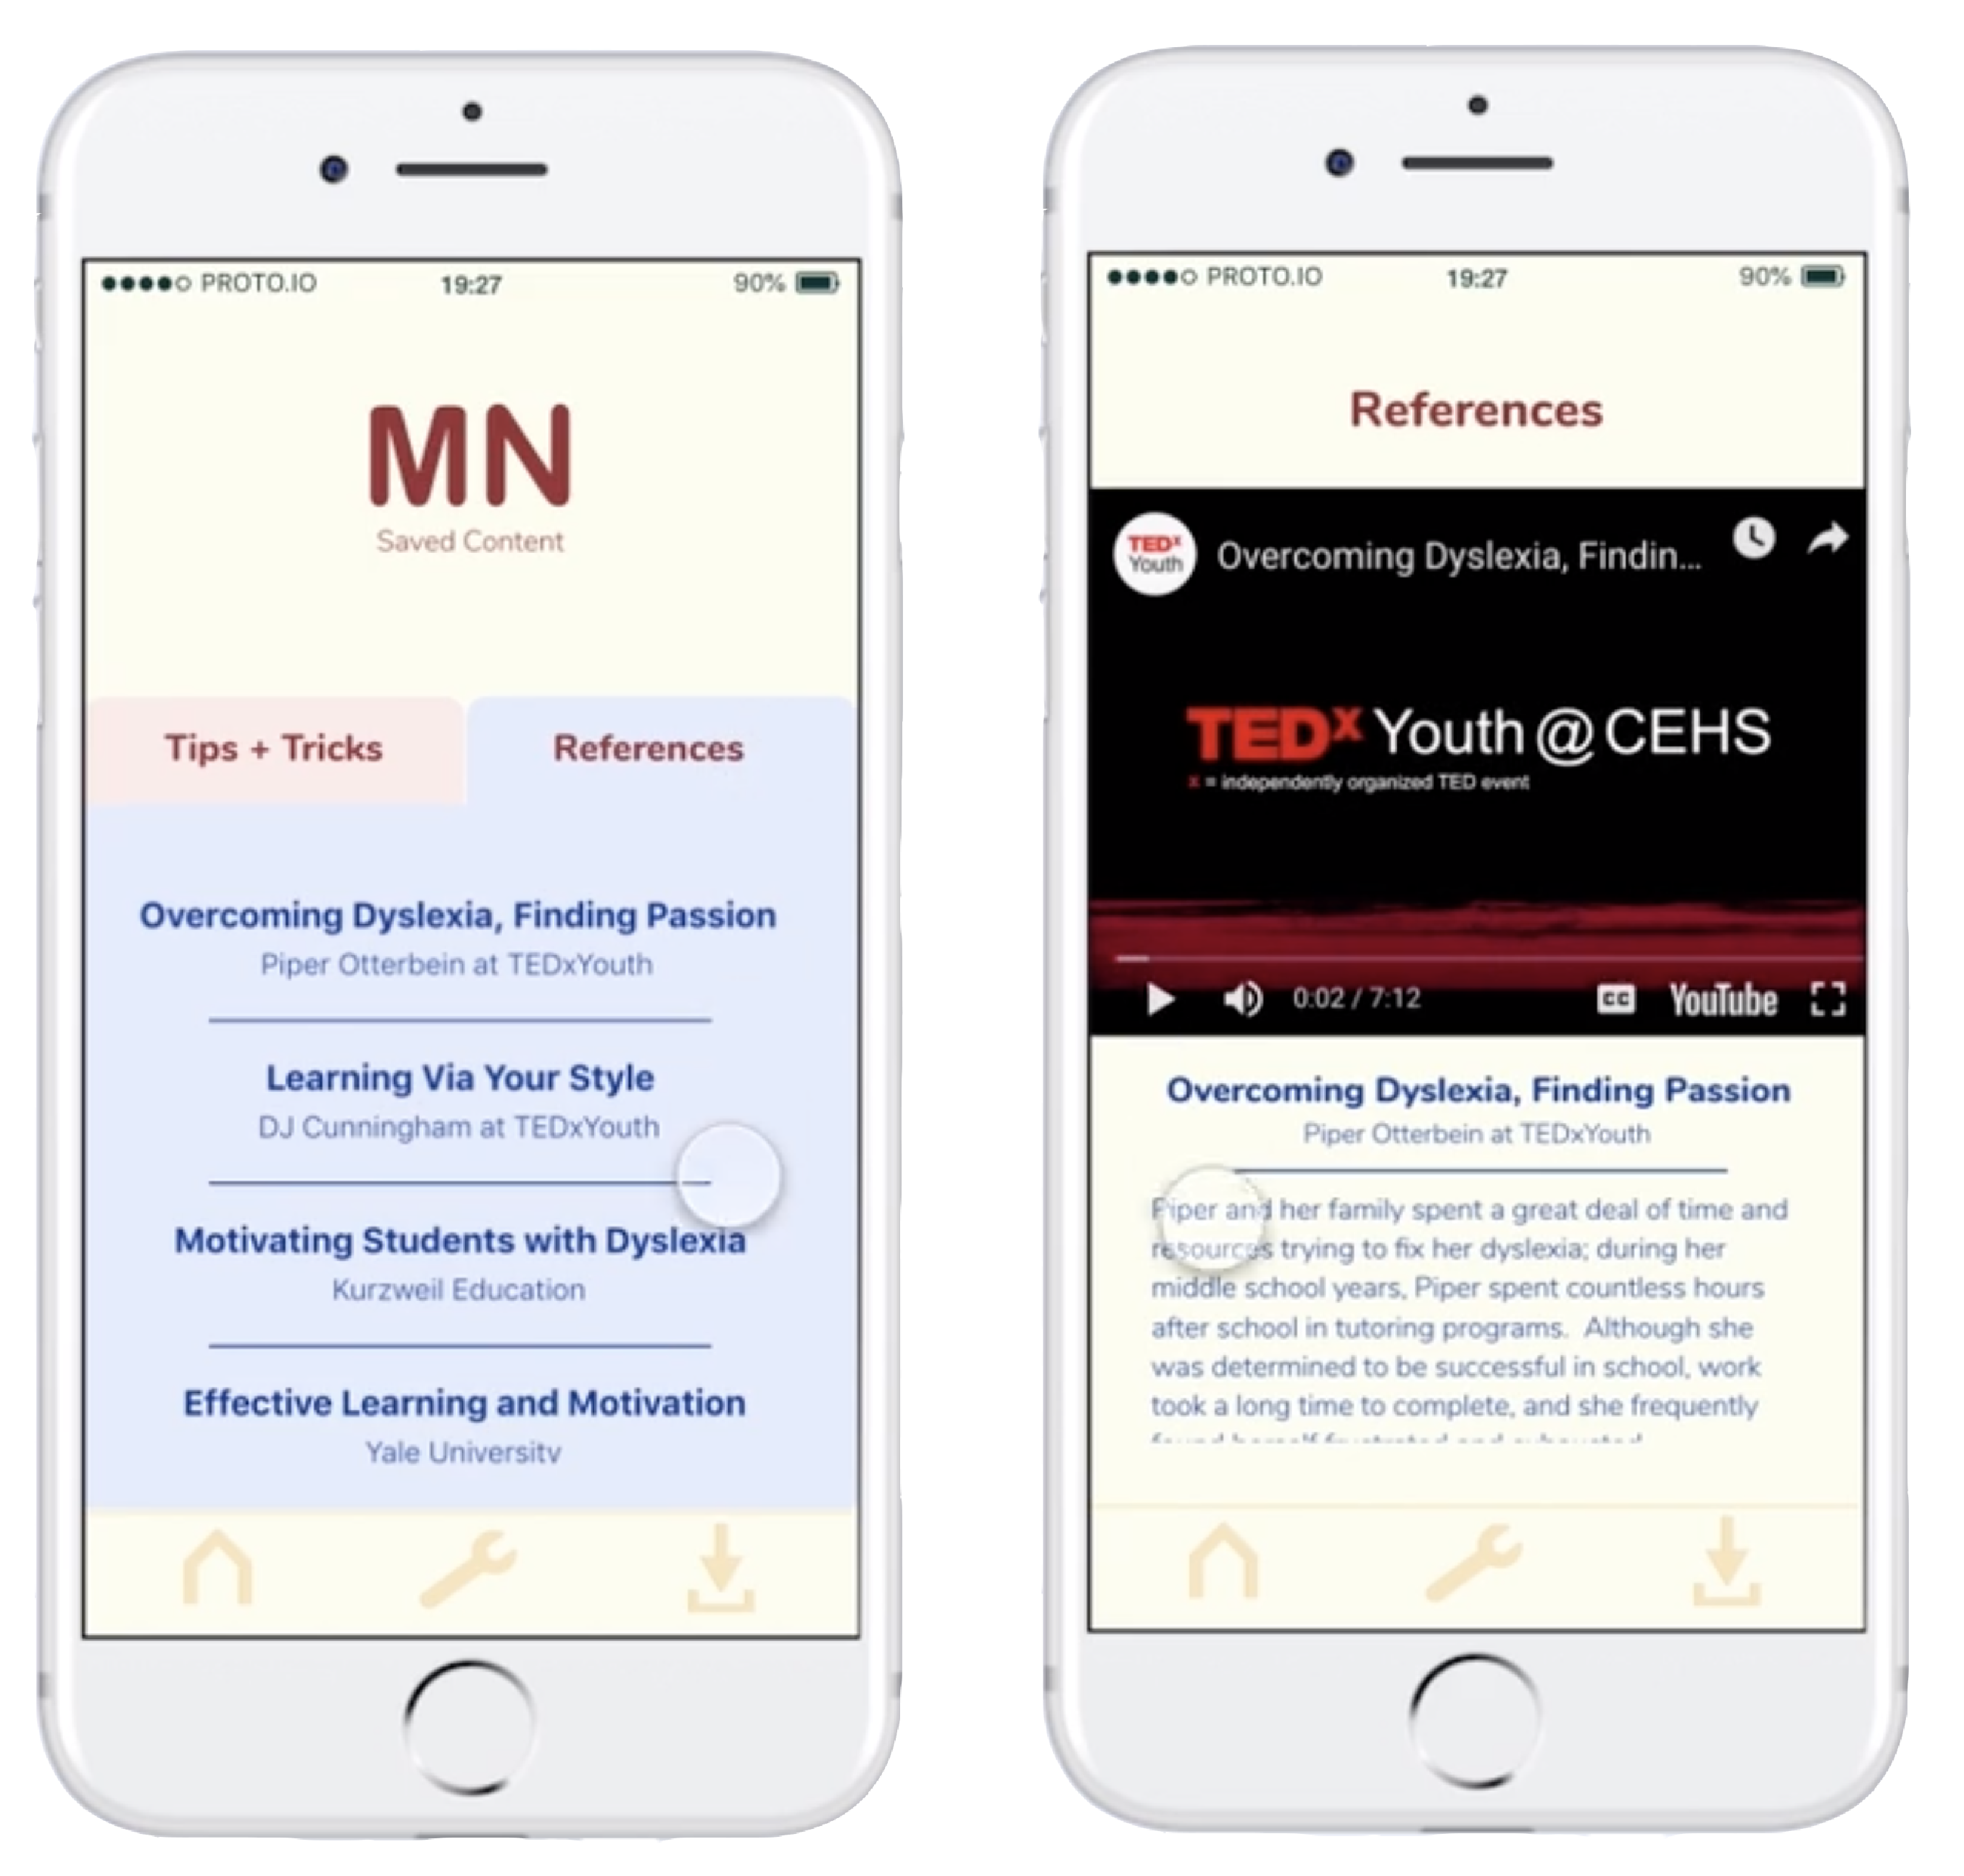 PROTO.IO 19:27 90%
MN
Saved Content
Tips + Tricks
References
Overcoming Dyslexia, Finding Passion
Piper Otterbein at TEDxYouth
Learning Via Your Style
DJ Cunningham at TEDxYouth
Motivating Students with Dyslexia
Kurzweil Education
Effective Learning and Motivation
Yale University
PROTO.IO 19:27 90%
References
TEDx
Youth
Overcoming Dyslexia, Findin...
TEDx Youth @ CEHS
x = independently organized TED event
0:02 / 7:12 CC YouTube
Overcoming Dyslexia, Finding Passion
Piper Otterbein at TEDxYouth
Piper and her family spent a great deal of time and
resources trying to fix her dyslexia; during her
middle school years, Piper spent countless hours
after school in tutoring programs. Although she
was determined to be successful in school, work
took a long time to complete, and she frequently
found herself frustrated and exhausted